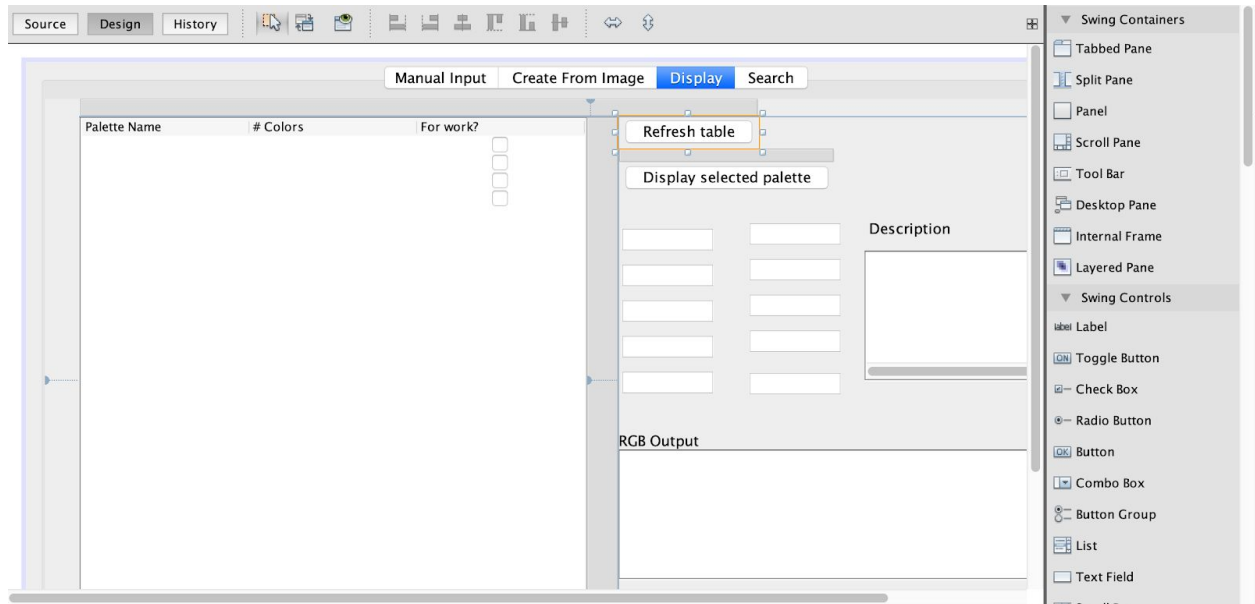 Source Design History
Manual Input Create From Image Display Search
Palette Name # Colors For work?
Refresh table
Display selected palette
Description
RGB Output
Swing Containers
Tabbed Pane
Split Pane
Panel
Scroll Pane
Tool Bar
Desktop Pane
Internal Frame
Layered Pane
Swing Controls
label Label
ON Toggle Button
Check Box
Radio Button
OK Button
Combo Box
Button Group
List
Text Field